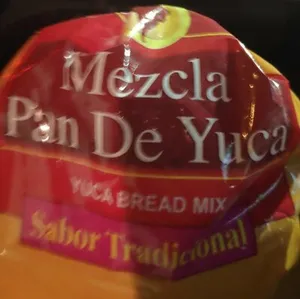 Mezcla
Pan De Yuca
YUCA BREAD MIX
Sabor Tradicional